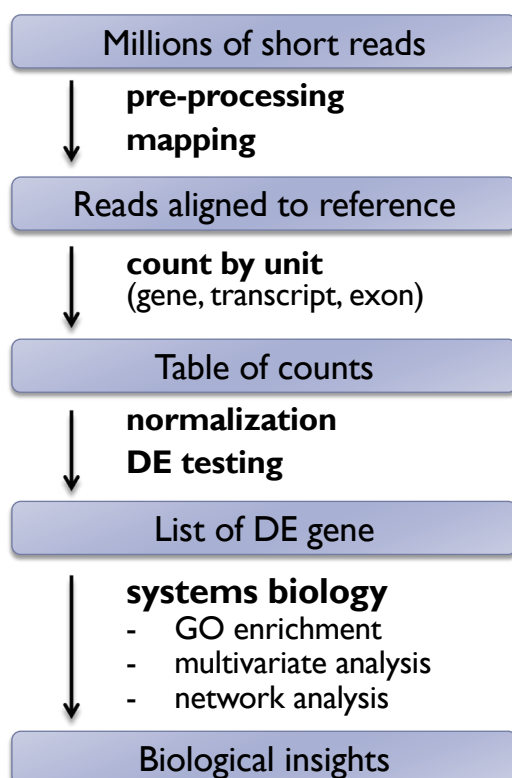 Millions of short reads
pre-processing
mapping
Reads aligned to reference
count by unit
(gene, transcript, exon)
Table of counts
normalization
DE testing
List of DE gene
systems biology
- GO enrichment
- multivariate analysis
- network analysis
Biological insights